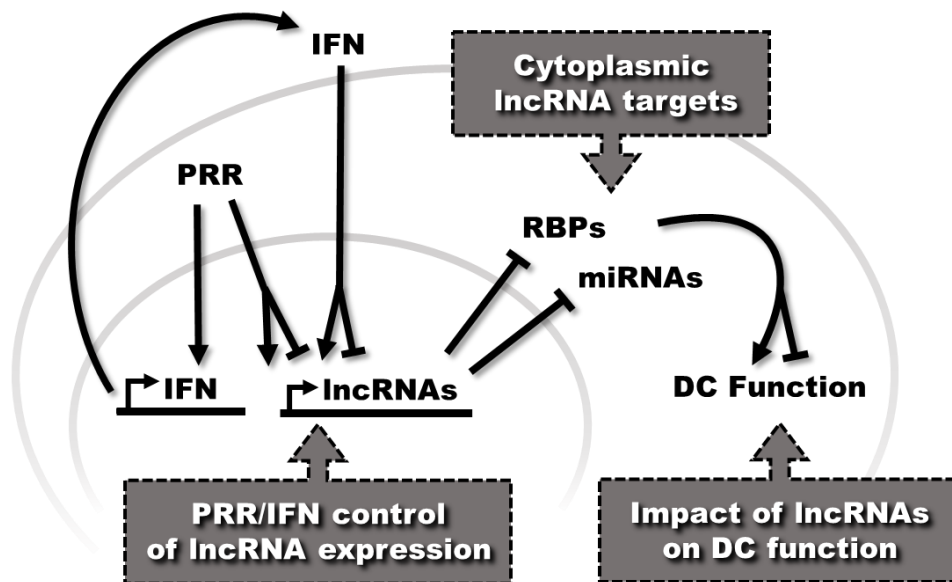 IFN
Cytoplasmic
lncRNA targets
PRR
RBPs
miRNAs
IFN
lncRNAs
DC Function
PRR/IFN control
of lncRNA expression
Impact of lncRNAs
on DC function